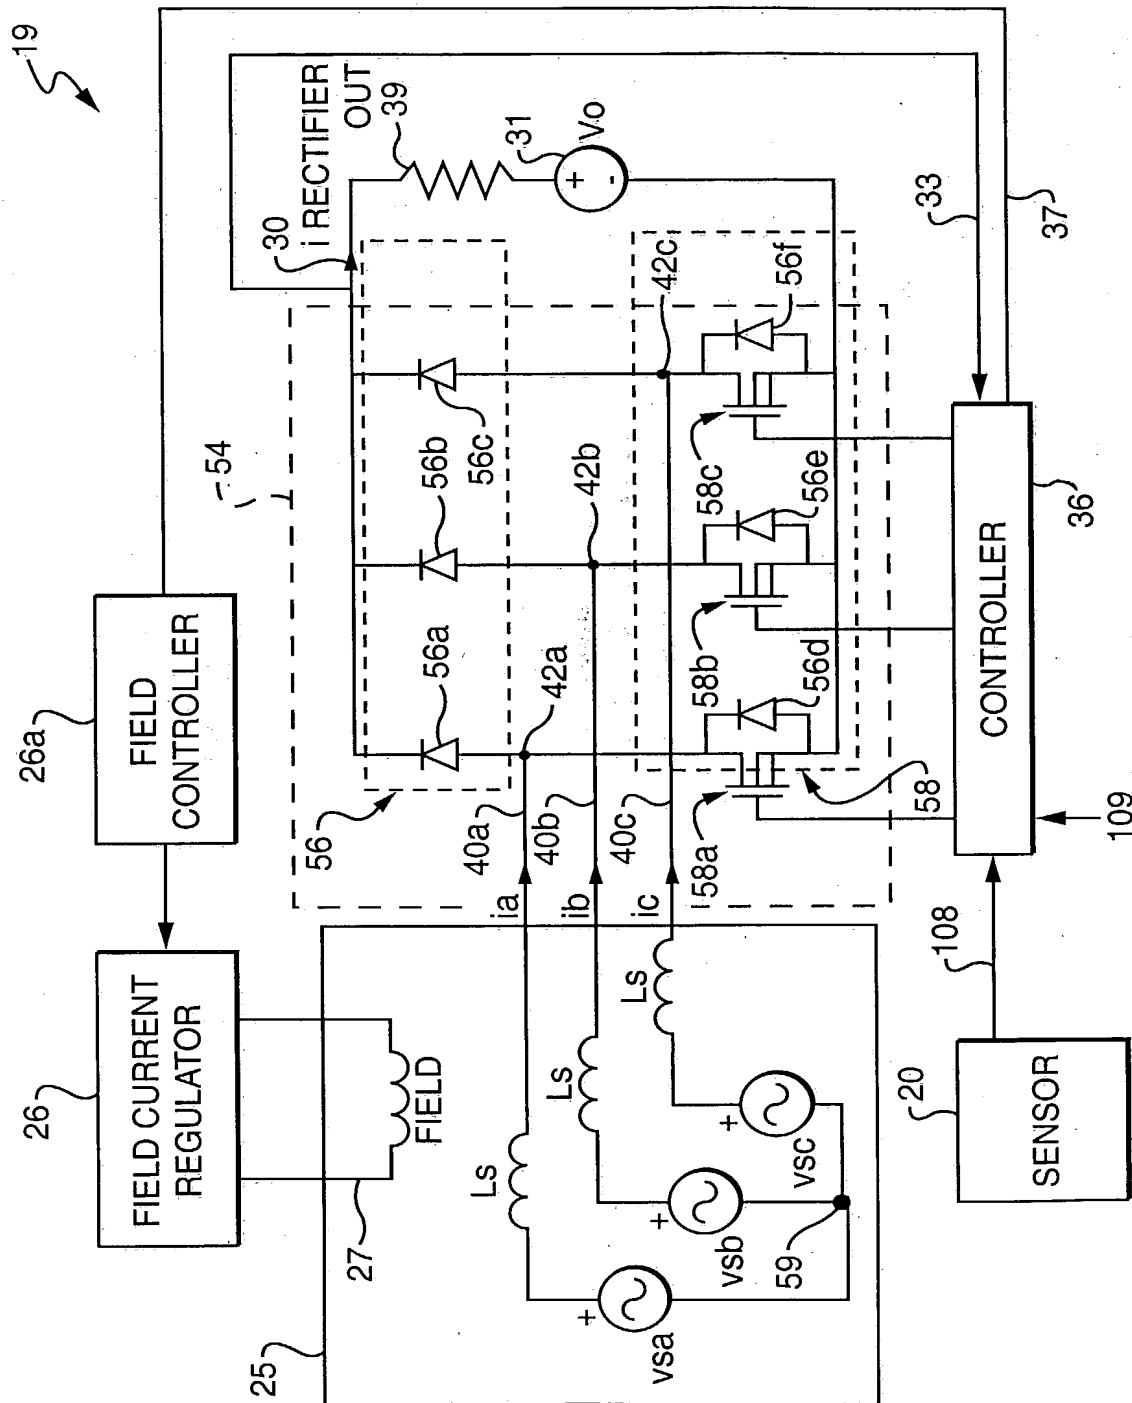 19
26a
FIELD
CONTROLLER
26
FIELD CURRENT
REGULATOR
27
FIELD
25
54
30
i RECTIFIER
OUT
39
31
+
-
Vo
33
37
56
56a
56b
56c
42a
42b
42c
40a
40b
40c
ia
ib
ic
Ls
Ls
Ls
+
vsa
+
vsb
+
vsc
59
58a
58b
58c
56d
56e
56f
58
CONTROLLER
36
109
108
20
SENSOR